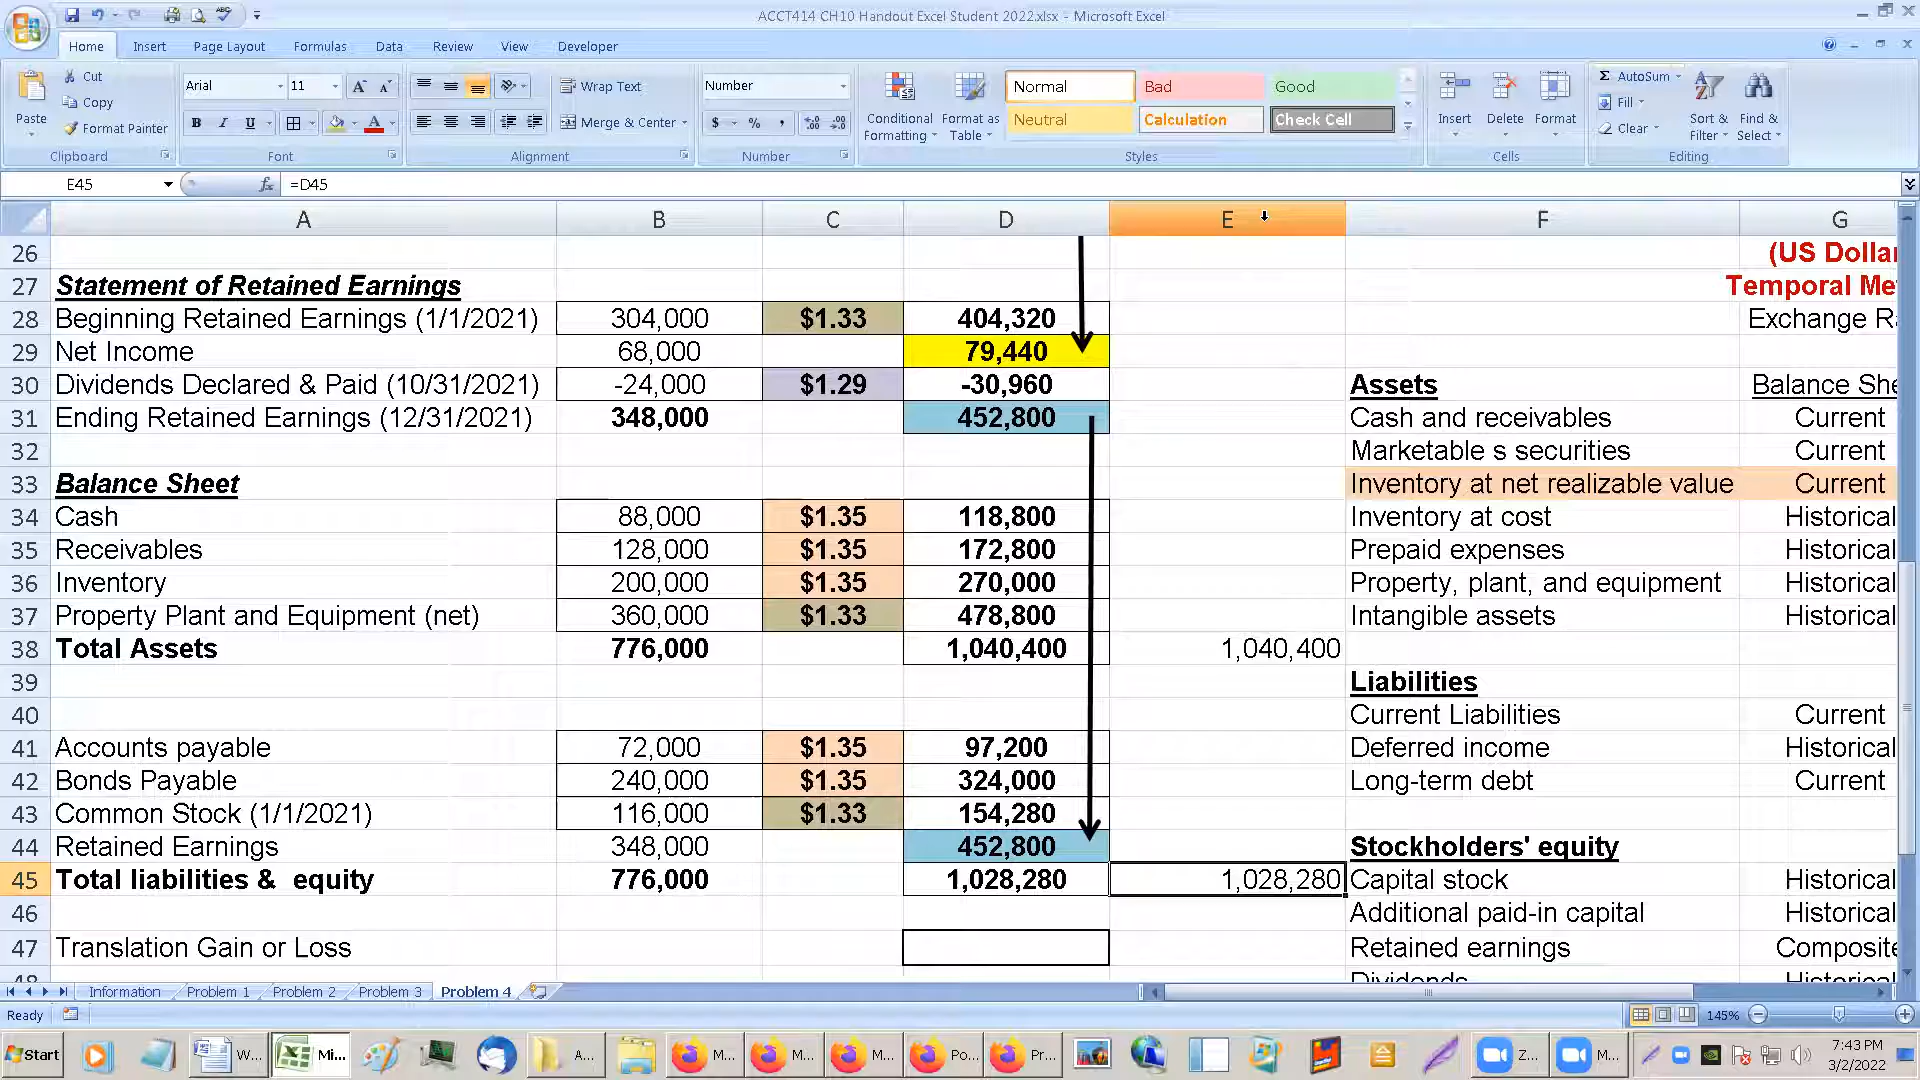 ACCT414 CH10 Handout Excel Student 2022.xlsx - Microsoft Excel
Home Insert Page Layout Formulas Data Review View Developer
Paste
Cut
Copy
Format Painter
Clipboard
Arial 11
B I U
Font
Wrap Text
Merge & Center
Alignment
Number
$ % ,
Number
Conditional Formatting
Format as Table
Normal Bad Good
Neutral Calculation Check Cell
Styles
Insert Delete Format
Cells
Σ AutoSum
Fill
Clear
Sort & Filter
Find & Select
Editing
E45 fx =D45
A B C D E F G
26 (US Dollar
27 Statement of Retained Earnings Temporal Me
28 Beginning Retained Earnings (1/1/2021) 304,000 $1.33 404,320 Exchange Ra
29 Net Income 68,000 79,440
30 Dividends Declared & Paid (10/31/2021) -24,000 $1.29 -30,960 Assets Balance She
31 Ending Retained Earnings (12/31/2021) 348,000 452,800 Cash and receivables Current
32 Marketable s securities Current
33 Balance Sheet Inventory at net realizable value Current
34 Cash 88,000 $1.35 118,800 Inventory at cost Historical
35 Receivables 128,000 $1.35 172,800 Prepaid expenses Historical
36 Inventory 200,000 $1.35 270,000 Property, plant, and equipment Historical
37 Property Plant and Equipment (net) 360,000 $1.33 478,800 Intangible assets Historical
38 Total Assets 776,000 1,040,400 1,040,400
39 Liabilities
40 Current Liabilities Current
41 Accounts payable 72,000 $1.35 97,200 Deferred income Historical
42 Bonds Payable 240,000 $1.35 324,000 Long-term debt Current
43 Common Stock (1/1/2021) 116,000 $1.33 154,280
44 Retained Earnings 348,000 452,800 Stockholders' equity
45 Total liabilities & equity 776,000 1,028,280 1,028,280 Capital stock Historical
46 Additional paid-in capital Historical
47 Translation Gain or Loss Retained earnings Composite
48 Dividends Historical
Information Problem 1 Problem 2 Problem 3 Problem 4
Ready 145%
Start W... Mi... A... M... M... M... Po... Pr... Z... M... 7:43 PM
3/2/2022